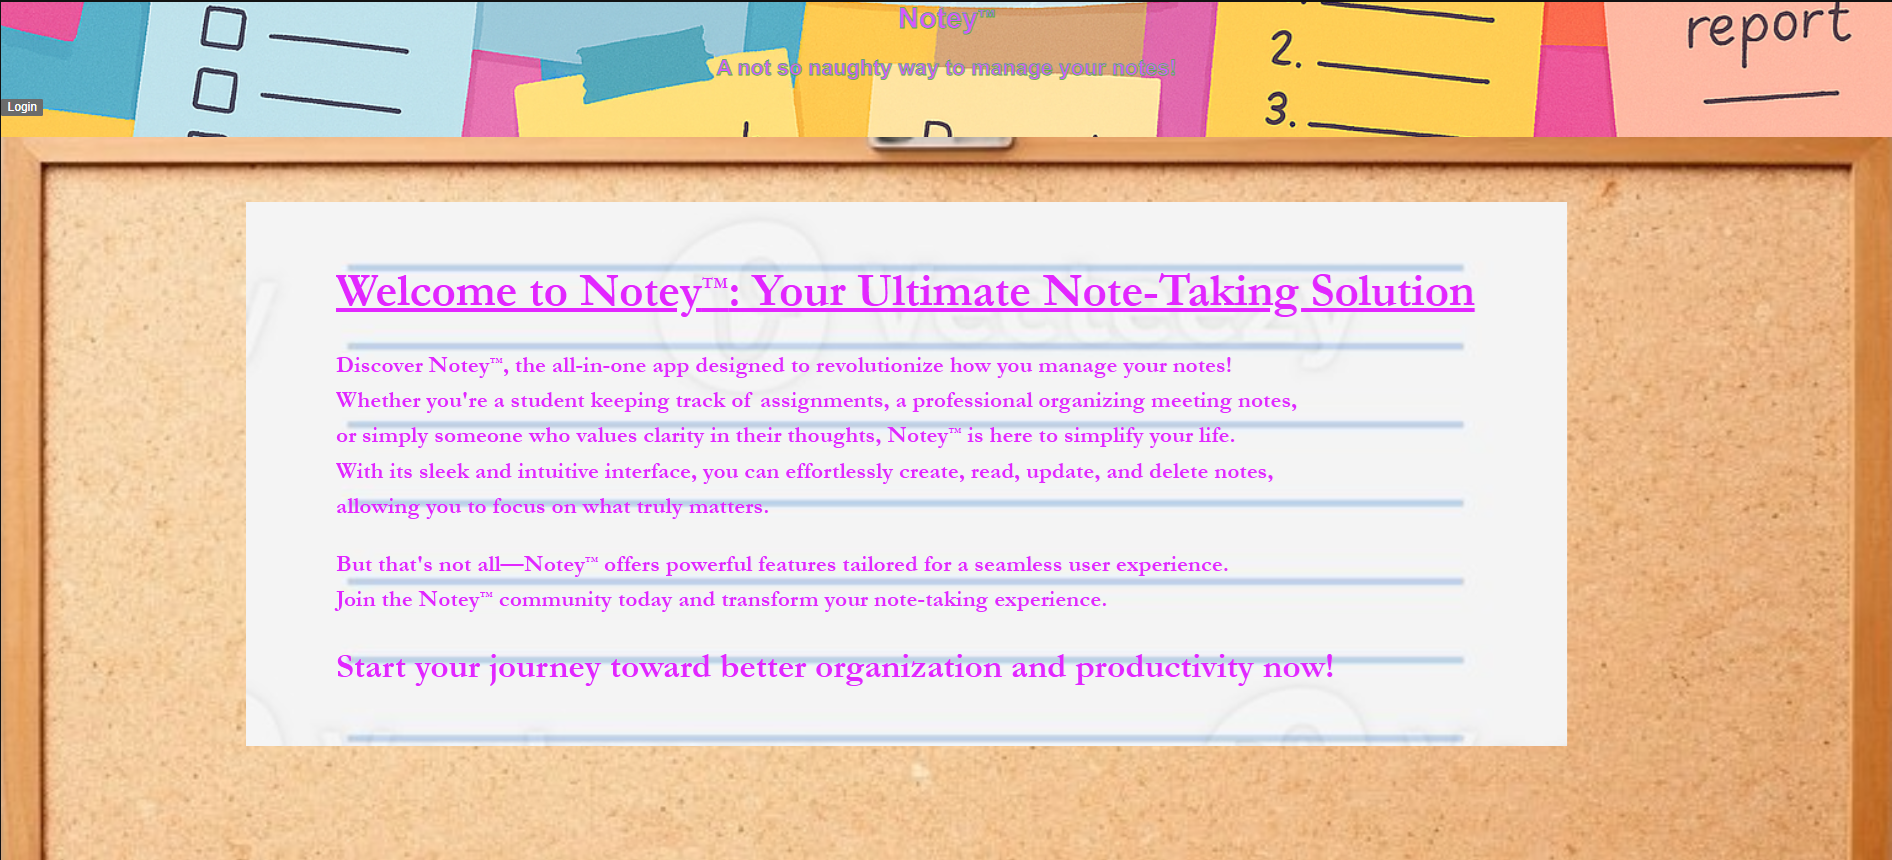 Notey™
A not so naughty way to manage your notes!
report
2.
3.
Login
Welcome to Notey™: Your Ultimate Note-Taking Solution
Vecteezy
Discover Notey™, the all-in-one app designed to revolutionize how you manage your notes!
Whether you're a student keeping track of assignments, a professional organizing meeting notes,
or simply someone who values clarity in their thoughts, Notey™ is here to simplify your life.
With its sleek and intuitive interface, you can effortlessly create, read, update, and delete notes,
allowing you to focus on what truly matters.
But that's not all—Notey™ offers powerful features tailored for a seamless user experience.
Join the Notey™ community today and transform your note-taking experience.
Start your journey toward better organization and productivity now!